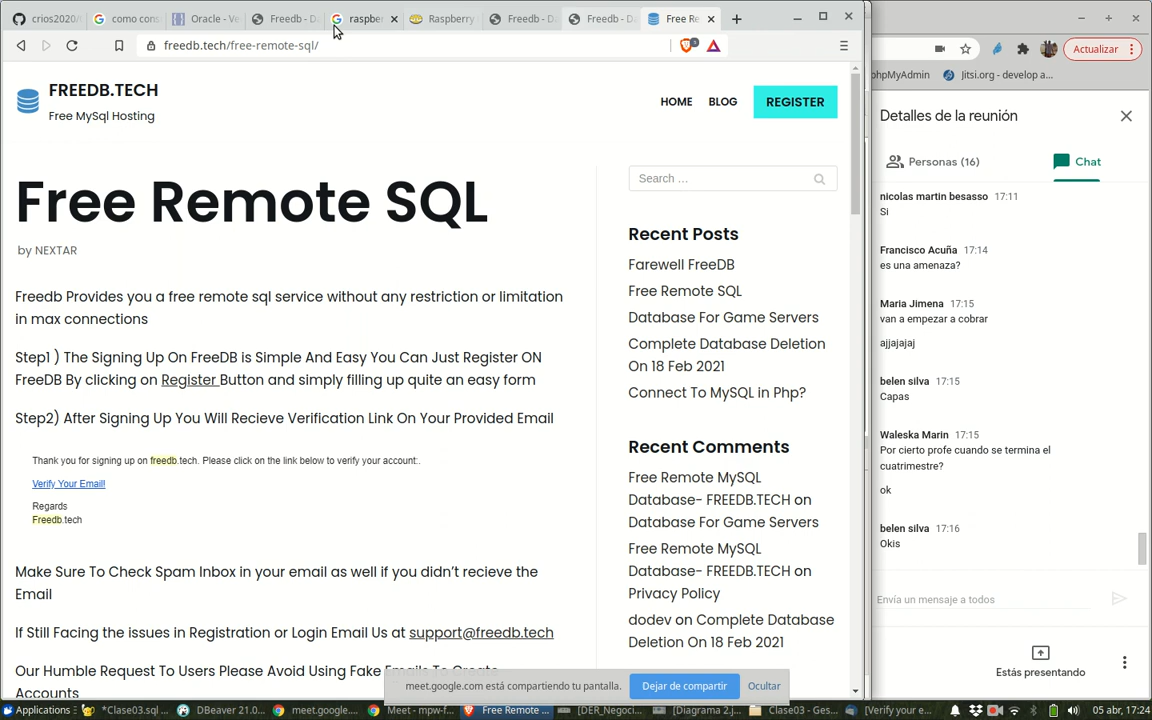 crios2020/
como cons
Oracle - Ve
Freedb - Da
raspber
Raspberry
Freedb - Da
Freedb - Da
Free Re
freedb.tech/free-remote-sql/
Actualizar
phpMyAdmin
Jitsi.org - develop a...
FREEDB.TECH
Free MySql Hosting
HOME
BLOG
REGISTER
Free Remote SQL
by NEXTAR
Freedb Provides you a free remote sql service without any restriction or limitation
in max connections
Step1 ) The Signing Up On FreeDB is Simple And Easy You Can Just Register ON
FreeDB By clicking on Register Button and simply filling up quite an easy form
Step2) After Signing Up You Will Recieve Verification Link On Your Provided Email
Thank you for signing up on freedb.tech. Please click on the link below to verify your account:.
Verify Your Email!
Regards
Freedb.tech
Make Sure To Check Spam Inbox in your email as well if you didn't recieve the
Email
If Still Facing the issues in Registration or Login Email Us at support@freedb.tech
Our Humble Request To Users Please Avoid Using Fake Emails To Create
Accounts
Search …
Recent Posts
Farewell FreeDB
Free Remote SQL
Database For Game Servers
Complete Database Deletion
On 18 Feb 2021
Connect To MySQL in Php?
Recent Comments
Free Remote MySQL
Database- FREEDB.TECH on
Database For Game Servers
Free Remote MySQL
Database- FREEDB.TECH on
Privacy Policy
dodev on Complete Database
Deletion On 18 Feb 2021
Detalles de la reunión
Personas (16)
Chat
nicolas martin besasso 17:11
Si
Francisco Acuña 17:14
es una amenaza?
Maria Jimena 17:15
van a empezar a cobrar
ajjajajaj
belen silva 17:15
Capas
Waleska Marin 17:15
Por cierto profe cuando se termina el
cuatrimestre?
ok
belen silva 17:16
Okis
Envía un mensaje a todos
Estás presentando
meet.google.com está compartiendo tu pantalla.
Dejar de compartir
Ocultar
Applications
*Clase03.sql ...
DBeaver 21.0...
meet.google....
Meet - mpw-f...
Free Remote ...
[DER_Negoci...
[Diagrama 2.j...
Clase03 - Ges...
[Verify your e...
05 abr, 17:24